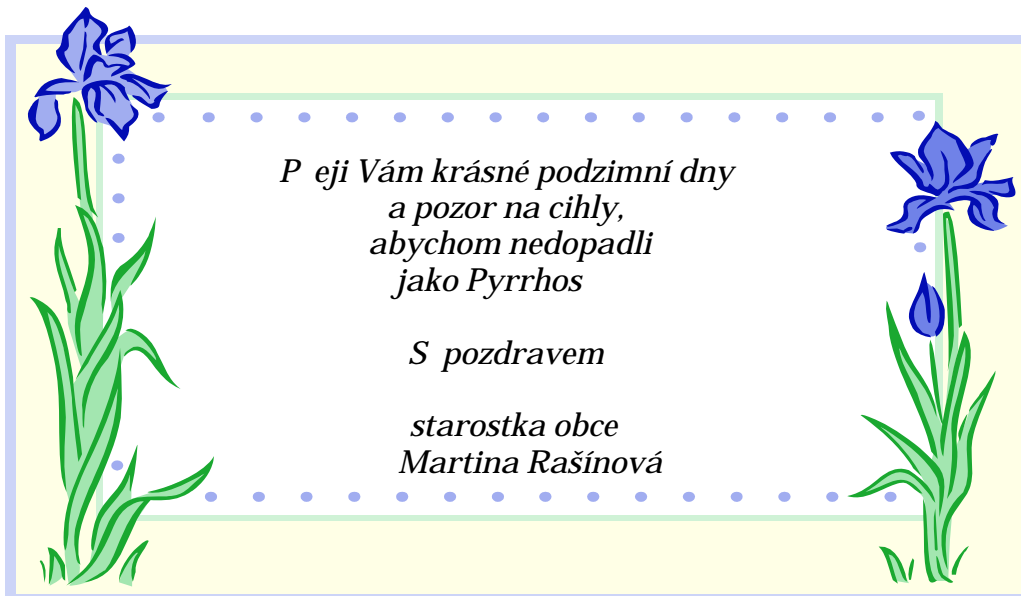 P eji Vám krásné podzimní dny
a pozor na cihly,
abychom nedopadli
jako Pyrrhos
S pozdravem
starostka obce
Martina Rašínová